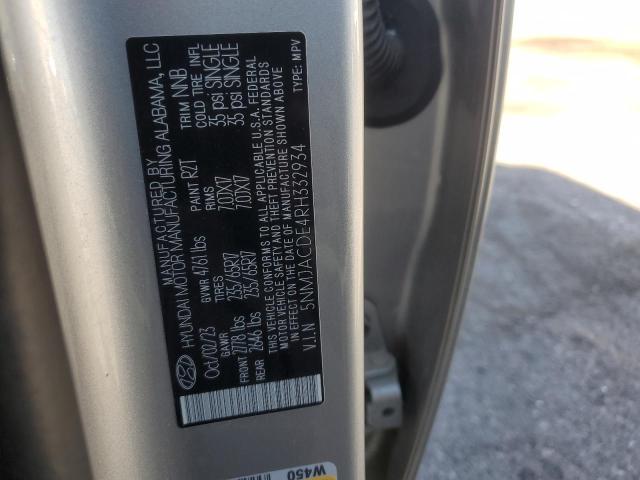 MANUFACTURED BY
HYUNDAI MOTOR MANUFACTURING ALABAMA, LLC
Oct/02/23 GVWR 4761 lbs PAINT R2T TRIM NNB
GAWR TIRES RIMS COLD TIRE INFL
FRONT 2778 lbs 235/65R17 7.0JX17 35 psi SINGLE
REAR 2646 lbs 235/65R17 7.0JX17 35 psi SINGLE
THIS VEHICLE CONFORMS TO ALL APPLICABLE U.S.A. FEDERAL
MOTOR VEHICLE SAFETY AND THEFT PREVENTION STANDARDS
IN EFFECT ON THE DATE OF MANUFACTURE SHOWN ABOVE
V.I.N 5NMJACDE4RH332934 TYPE: MPV
W450